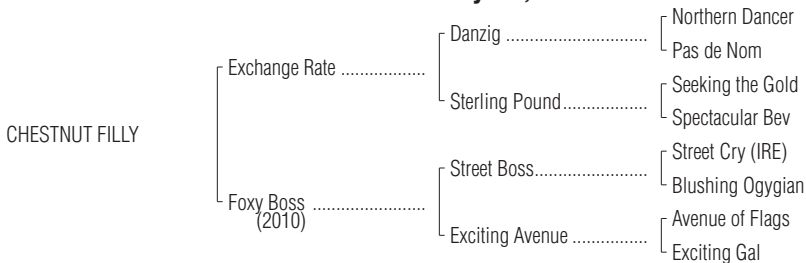 Northern Dancer
Danzig ..............................
Pas de Nom
Exchange Rate ..................
Seeking the Gold
Sterling Pound..................
Spectacular Bev
CHESTNUT FILLY
Street Cry (IRE)
Street Boss........................
Blushing Ogygian
Foxy Boss ........................
(2010)
Avenue of Flags
Exciting Avenue ................
Exciting Gal